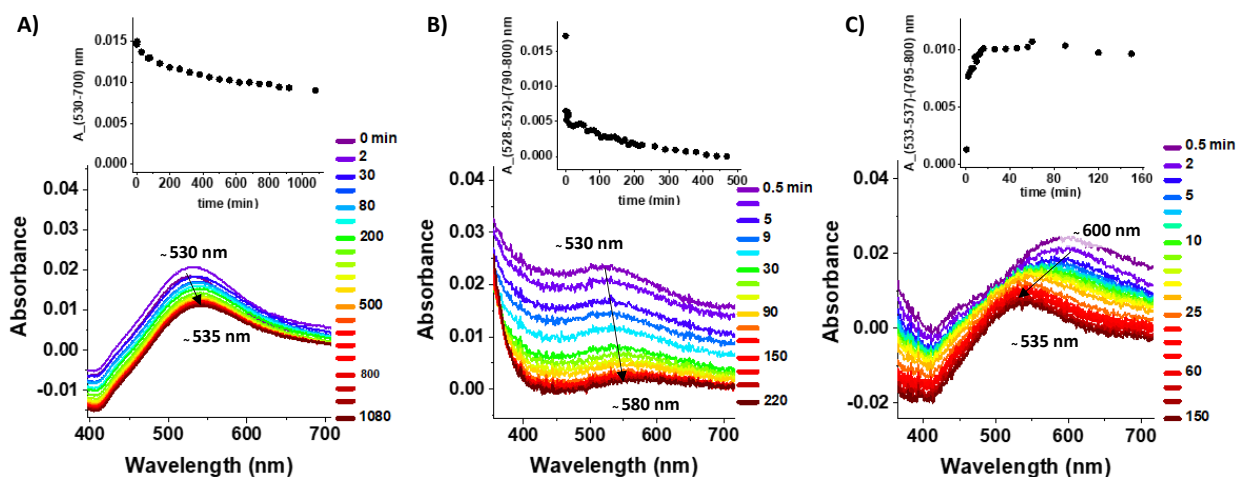 A)
A_(530-700) nm
0.015
0.010
0.005
0.000
0 200 400 600 800 1000
time (min)
0 min
2
30
80
200
500
800
1080
Absorbance
0.04
0.03
0.02
0.01
0.00
-0.01
~530 nm
~535 nm
400 500 600 700
Wavelength (nm)
B)
A_(528-532)-(790-800) nm
0.015
0.010
0.005
0.000
0 100 200 300 400 500
time (min)
0.5 min
5
9
30
90
150
220
Absorbance
0.04
0.03
0.02
0.01
0.00
~530 nm
~580 nm
400 500 600 700
Wavelength (nm)
C)
A_(533-537)-(795-800) nm
0.010
0.005
0.000
0 40 80 120 160
time (min)
0.5 min
2
5
10
25
60
150
Absorbance
0.04
0.02
0.00
-0.02
~600 nm
~535 nm
400 500 600 700
Wavelength (nm)